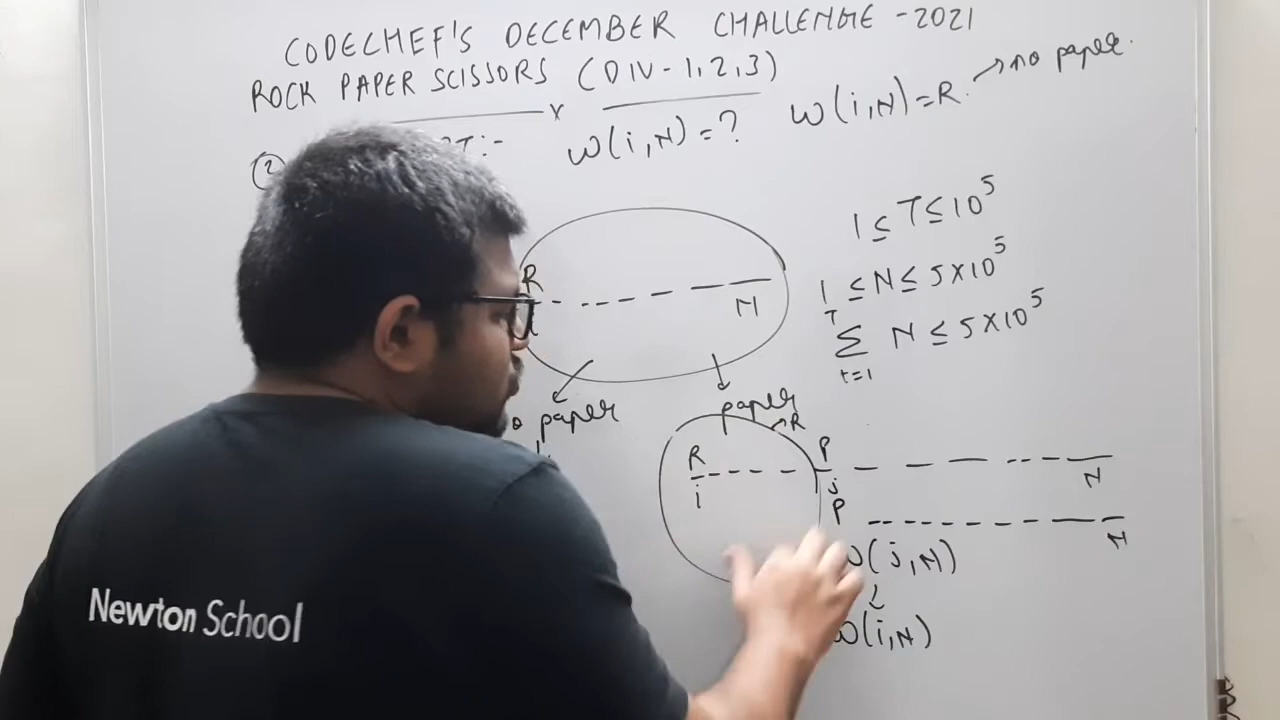 CODECHEF'S DECEMBER CHALLENGE - 2021
ROCK PAPER SCISSORS (DIV - 1, 2, 3)
W(i,N) = R. → no paper.
② T:- W(i,N) = ?
1 ≤ T ≤ 10^5
1 ≤ N ≤ 5×10^5
T
Σ N ≤ 5×10^5
t=1
R
N
paper
paper
R
R P
i j N
P
N
W(j,N)
W(i,N)
Newton School